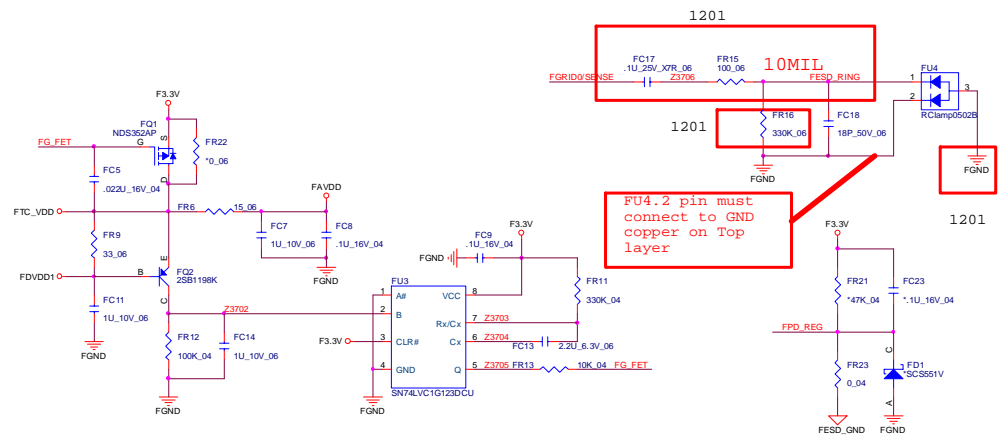 1201
FC17
.1U_25V_X7R_06
FR15
100_06
10MIL
FU4
FGRID0/SENSE
Z3706
FESD_RING
1
2
3
RClamp0502B
1201
FR16
330K_06
FC18
18P_50V_06
FGND
FGND
1201
F3.3V
FQ1
NDS352AP
FG_FET
G
S
D
FR22
*0_06
FC5
.022U_16V_04
FAVDD
FTC_VDD
FR6
15_06
FR9
33_06
FC7
1U_10V_06
FC8
.1U_16V_04
FGND
FDVDD1
B
E
C
FQ2
2SB1198K
FC11
1U_10V_06
FGND
Z3702
FR12
100K_04
FC14
1U_10V_06
FGND
FU4.2 pin must
connect to GND
copper on Top
layer
F3.3V
FC9
.1U_16V_04
FGND
FU3
1
A#
VCC
8
2
B
Rx/Cx
7
Z3703
F3.3V
3
CLR#
Cx
6
Z3704
4
GND
Q
5
Z3705
SN74LVC1G123DCU
FR11
330K_04
FC13
2.2U_6.3V_06
FR13
10K_04
FG_FET
FGND
F3.3V
FR21
*47K_04
FC23
*.1U_16V_04
FPD_REG
FR23
0_04
C
FD1
*SCS551V
A
FESD_GND
FGND